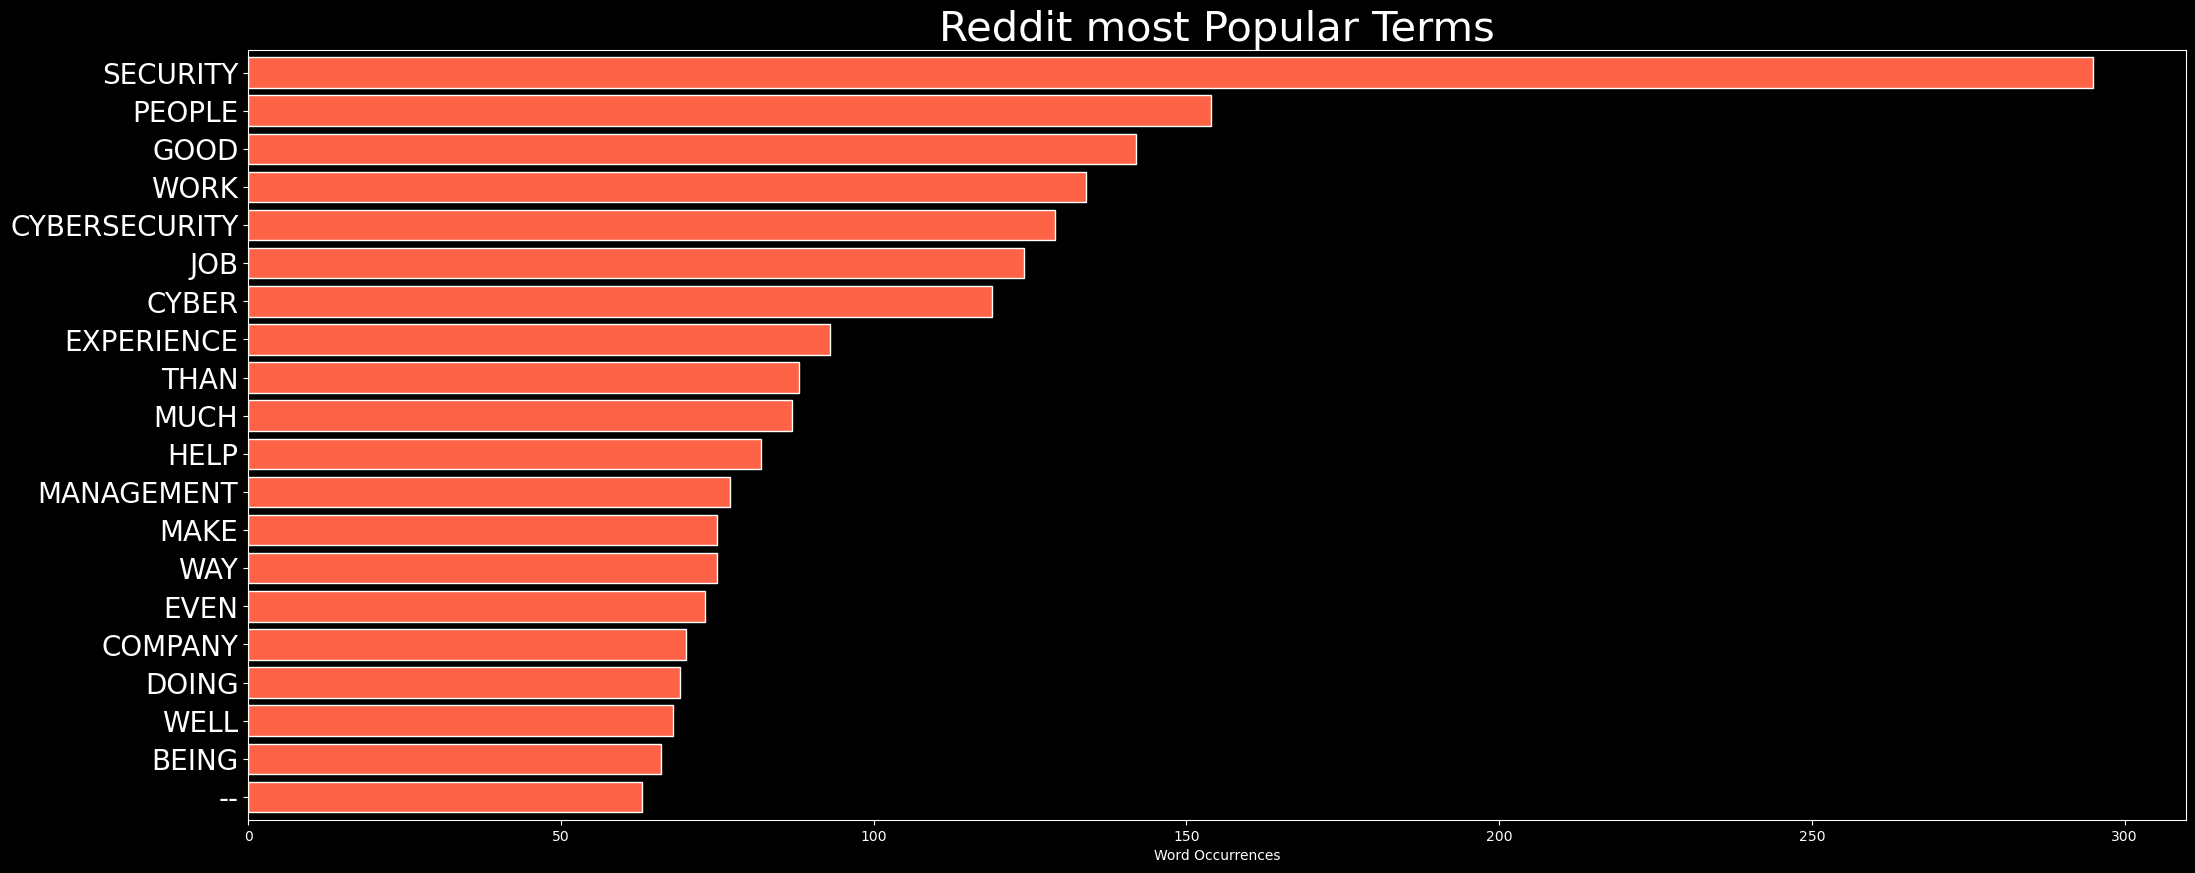 Reddit most Popular Terms
SECURITY
PEOPLE
GOOD
WORK
CYBERSECURITY
JOB
CYBER
EXPERIENCE
THAN
MUCH
HELP
MANAGEMENT
MAKE
WAY
EVEN
COMPANY
DOING
WELL
BEING
--
0 50 100 150 200 250 300
Word Occurrences